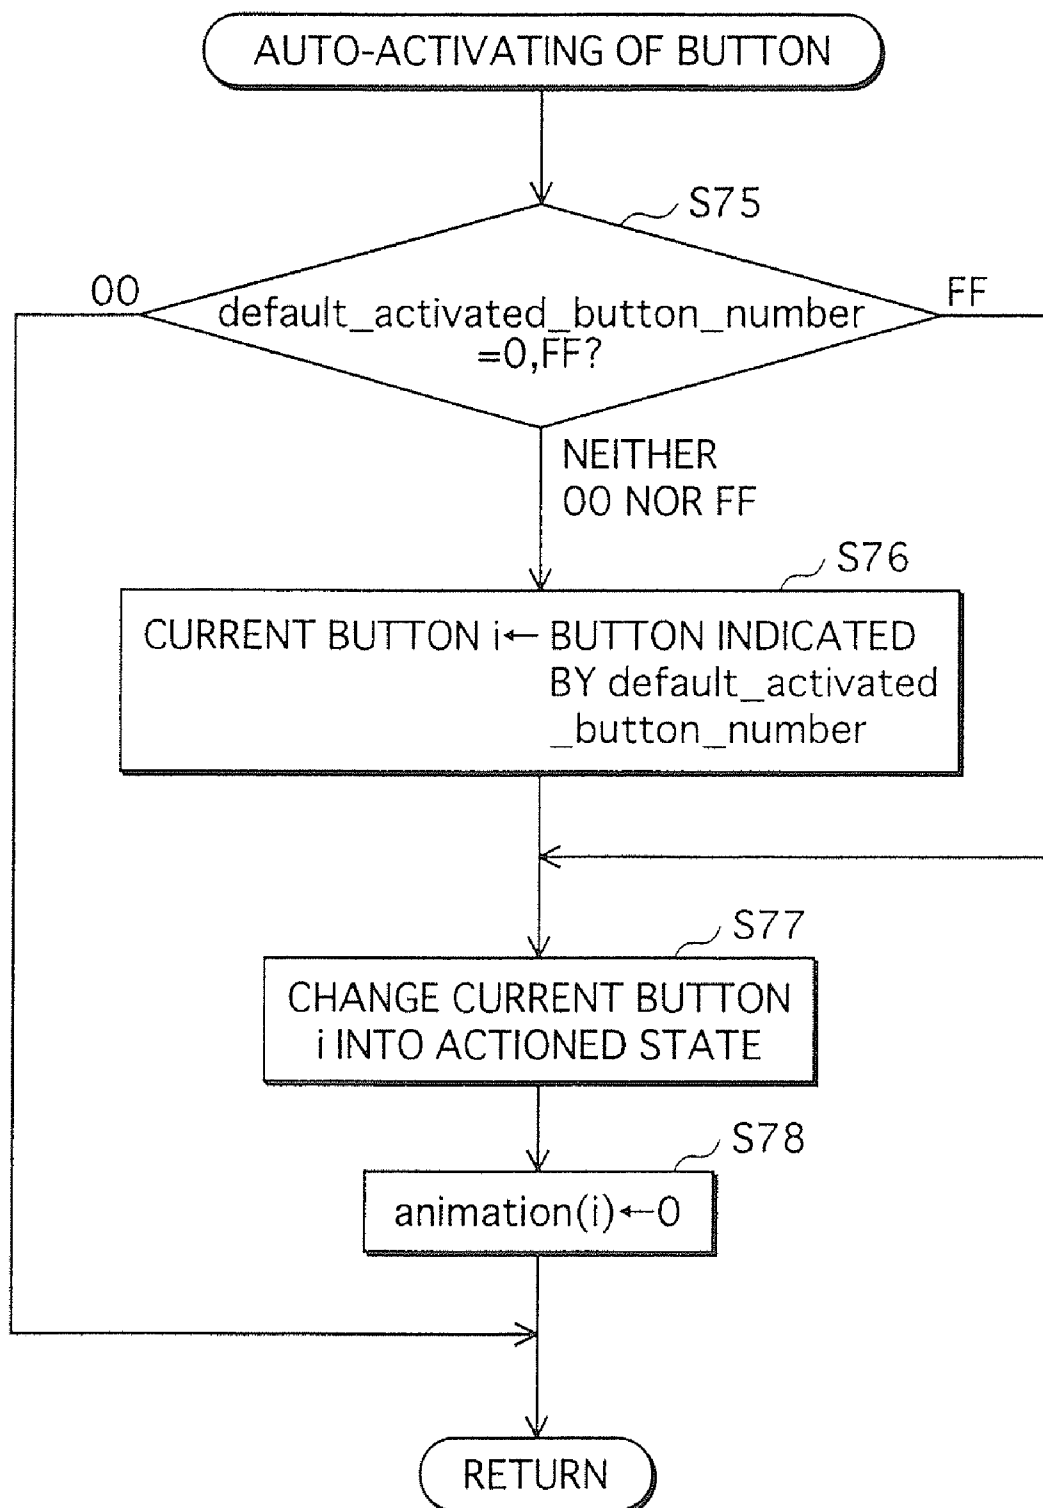 AUTO-ACTIVATING OF BUTTON
S75
00
FF
default_activated_button_number
=0,FF?
NEITHER
00 NOR FF
S76
CURRENT BUTTON i← BUTTON INDICATED
BY default_activated
_button_number
S77
CHANGE CURRENT BUTTON
i INTO ACTIONED STATE
S78
animation(i)←0
RETURN